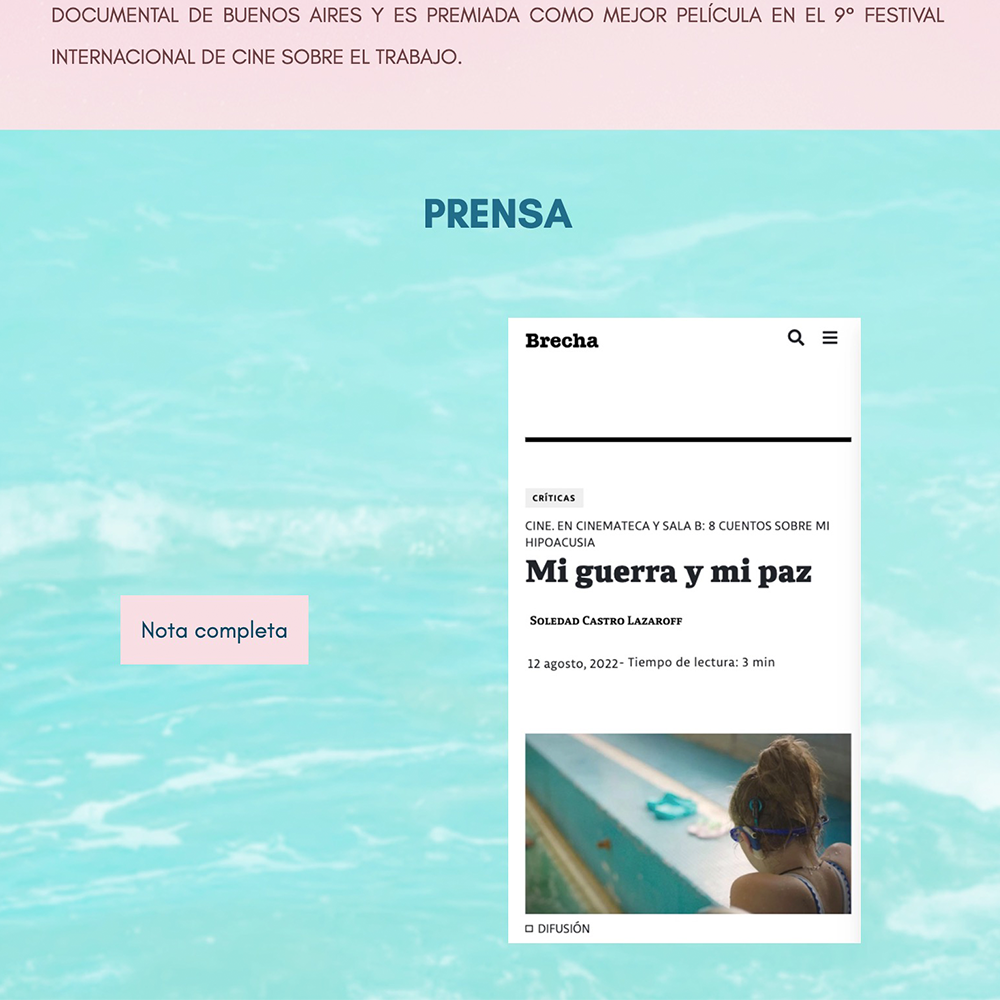 DOCUMENTAL DE BUENOS AIRES Y ES PREMIADA COMO MEJOR PELÍCULA EN EL 9° FESTIVAL
INTERNACIONAL DE CINE SOBRE EL TRABAJO.
PRENSA
Brecha
CRÍTICAS
CINE. EN CINEMATECA Y SALA B: 8 CUENTOS SOBRE MI
HIPOACUSIA
Mi guerra y mi paz
SOLEDAD CASTRO LAZAROFF
12 agosto, 2022- Tiempo de lectura: 3 min
Nota completa
DIFUSIÓN